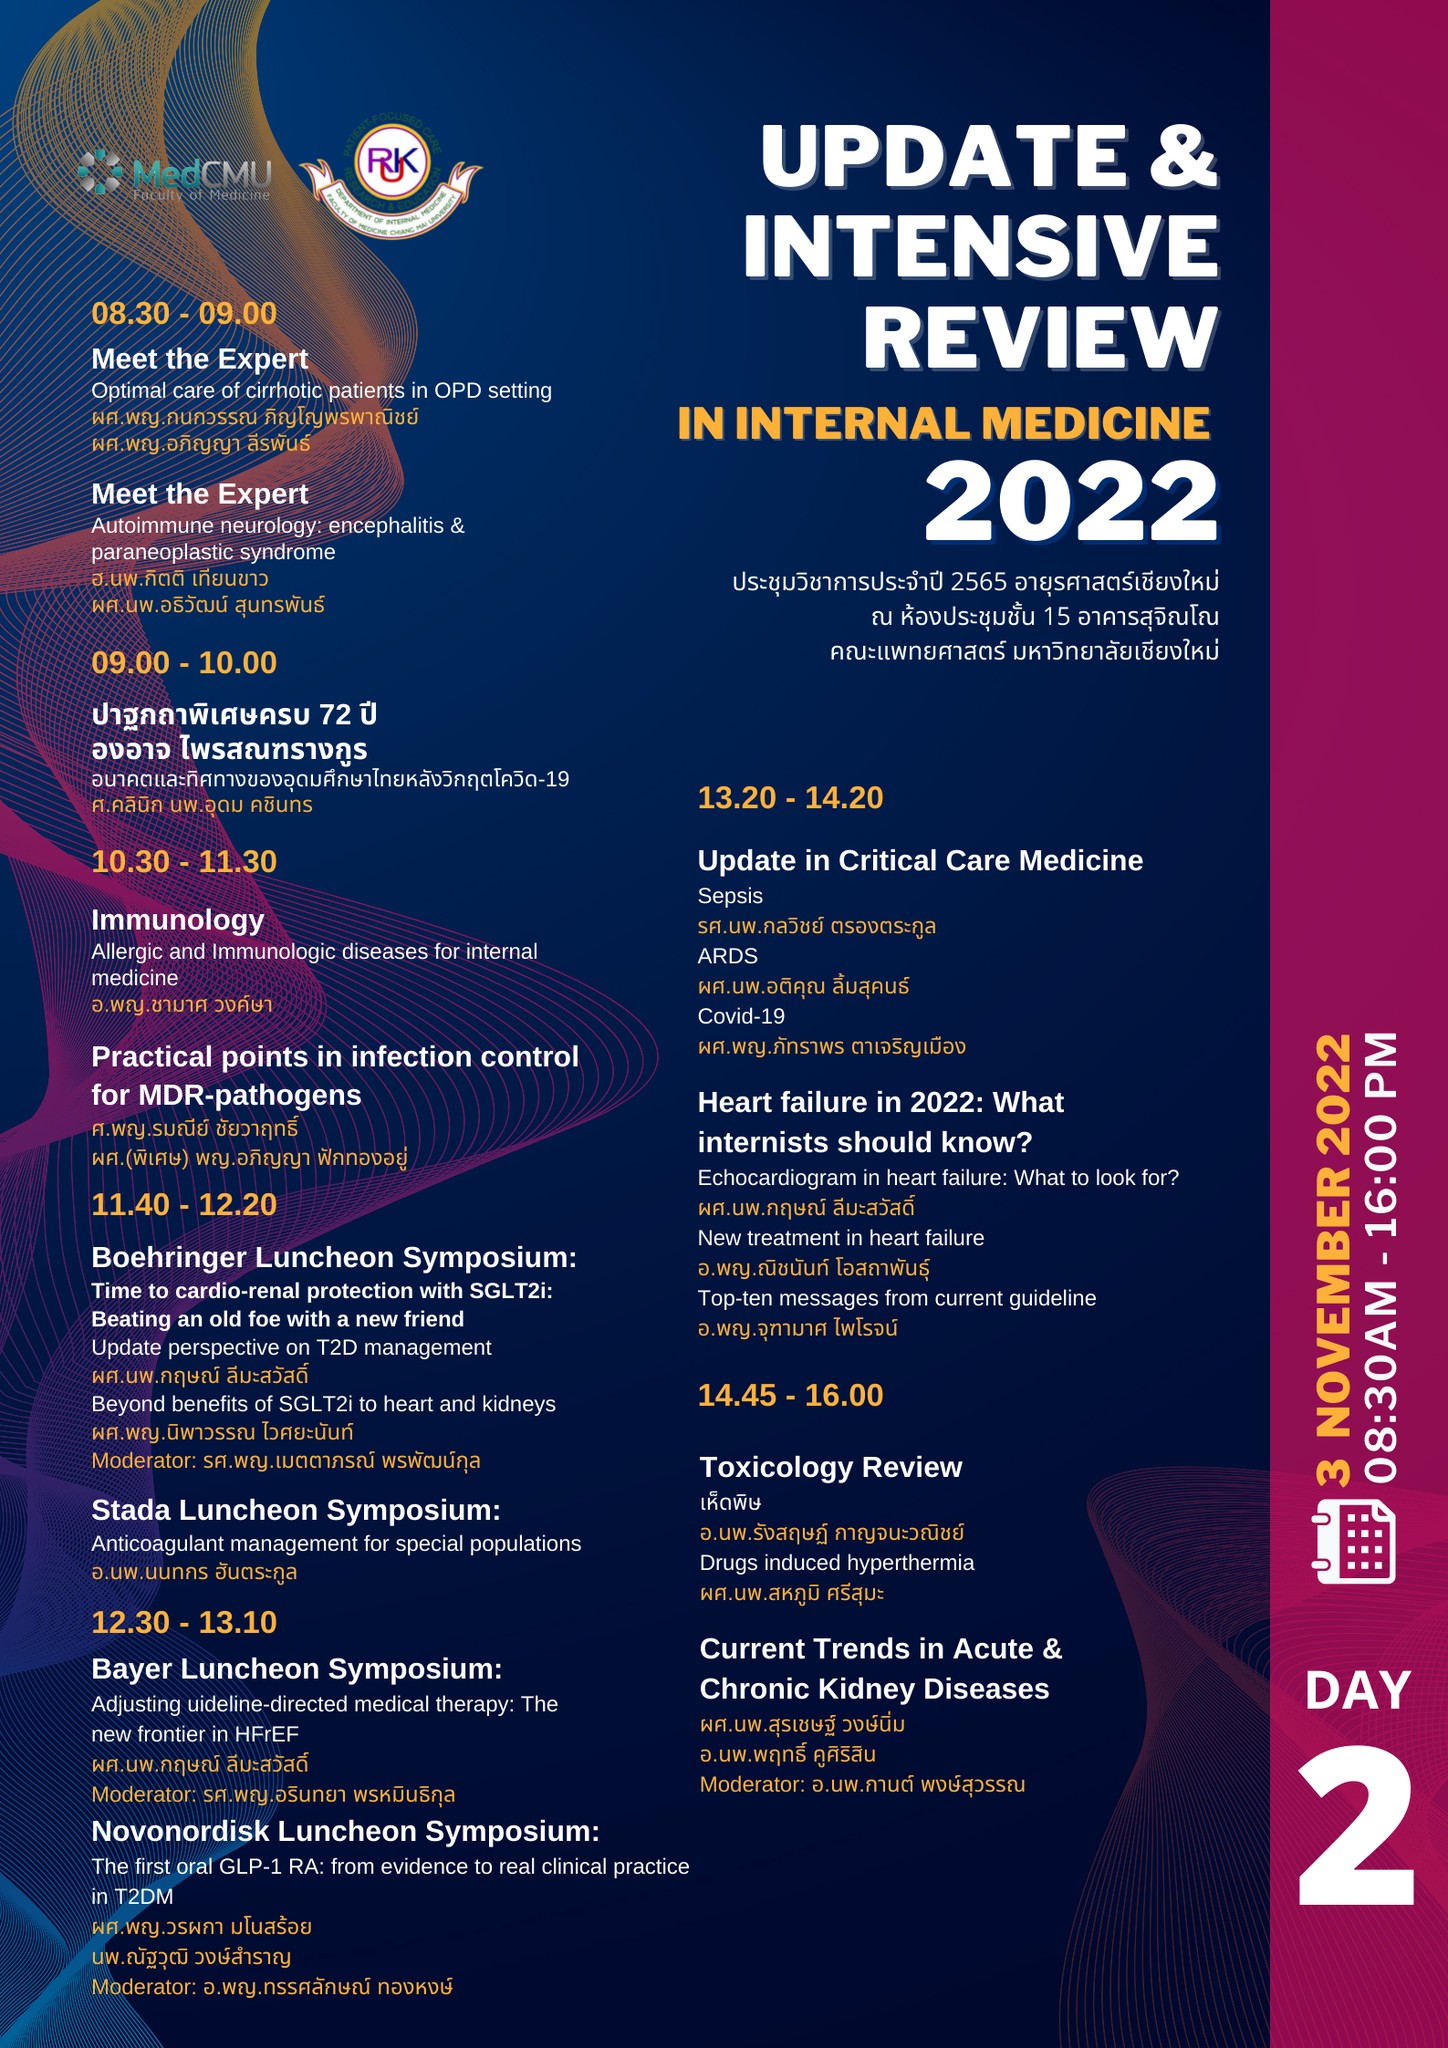 MedCMU
Faculty of Medicine
PATIENT-FOCUSED CARE
RUK
DEPARTMENT OF INTERNAL MEDICINE
FACULTY OF MEDICINE CHIANG MAI UNIVERSITY
UPDATE &
INTENSIVE
REVIEW
IN INTERNAL MEDICINE
2022
ประชุมวิชาการประจำปี 2565 อายุรศาสตร์เชียงใหม่
ณ ห้องประชุมชั้น 15 อาคารสุจิณโณ
คณะแพทยศาสตร์ มหาวิทยาลัยเชียงใหม่
08.30 - 09.00
Meet the Expert
Optimal care of cirrhotic patients in OPD setting
ผศ.พญ.กนกวรรณ ภิญโญพรพาณิชย์
ผศ.พญ.อภิญญา ลีรพันธ์
Meet the Expert
Autoimmune neurology: encephalitis &
paraneoplastic syndrome
อ.นพ.กิตติ เทียนขาว
ผศ.นพ.อธิวัฒน์ สุนทรพันธ์
09.00 - 10.00
ปาฐกถาพิเศษครบ 72 ปี
องอาจ ไพรสณฑรางกูร
อนาคตและทิศทางของอุดมศึกษาไทยหลังวิกฤตโควิด-19
ศ.คลินิก นพ.อุดม คชินทร
10.30 - 11.30
Immunology
Allergic and Immunologic diseases for internal
medicine
อ.พญ.ชามาศ วงค์ษา
Practical points in infection control
for MDR-pathogens
ศ.พญ.รมณีย์ ชัยวาฤทธิ์
ผศ.(พิเศษ) พญ.อภิญญา ฟักทองอยู่
11.40 - 12.20
Boehringer Luncheon Symposium:
Time to cardio-renal protection with SGLT2i:
Beating an old foe with a new friend
Update perspective on T2D management
ผศ.นพ.กฤษณ์ ลีมะสวัสดิ์
Beyond benefits of SGLT2i to heart and kidneys
ผศ.พญ.นิพาวรรณ ไวศยะนันท์
Moderator: รศ.พญ.เมตตาภรณ์ พรพัฒน์กุล
Stada Luncheon Symposium:
Anticoagulant management for special populations
อ.นพ.นนทกร ฮันตระกูล
12.30 - 13.10
Bayer Luncheon Symposium:
Adjusting uideline-directed medical therapy: The
new frontier in HFrEF
ผศ.นพ.กฤษณ์ ลีมะสวัสดิ์
Moderator: รศ.พญ.อรินทยา พรหมินธิกุล
Novonordisk Luncheon Symposium:
The first oral GLP-1 RA: from evidence to real clinical practice
in T2DM
ผศ.พญ.วรผกา มโนสร้อย
นพ.ณัฐวุฒิ วงษ์สำราญ
Moderator: อ.พญ.ทรรศลักษณ์ ทองหงษ์
13.20 - 14.20
Update in Critical Care Medicine
Sepsis
รศ.นพ.กลวิชย์ ตรองตระกูล
ARDS
ผศ.นพ.อติคุณ ลิ้มสุคนธ์
Covid-19
ผศ.พญ.ภัทราพร ตาเจริญเมือง
Heart failure in 2022: What
internists should know?
Echocardiogram in heart failure: What to look for?
ผศ.นพ.กฤษณ์ ลีมะสวัสดิ์
New treatment in heart failure
อ.พญ.ณิชนันท์ โอสถาพันธุ์
Top-ten messages from current guideline
อ.พญ.จุฑามาศ ไพโรจน์
14.45 - 16.00
Toxicology Review
เห็ดพิษ
อ.นพ.รังสฤษฎ์ กาญจนะวณิชย์
Drugs induced hyperthermia
ผศ.นพ.สหภูมิ ศรีสุมะ
Current Trends in Acute &
Chronic Kidney Diseases
ผศ.นพ.สุรเชษฐ์ วงษ์นิ่ม
อ.นพ.พฤทธิ์ คูศิริสิน
Moderator: อ.นพ.กานต์ พงษ์สุวรรณ
3 NOVEMBER 2022
08:30AM - 16:00 PM
DAY
2